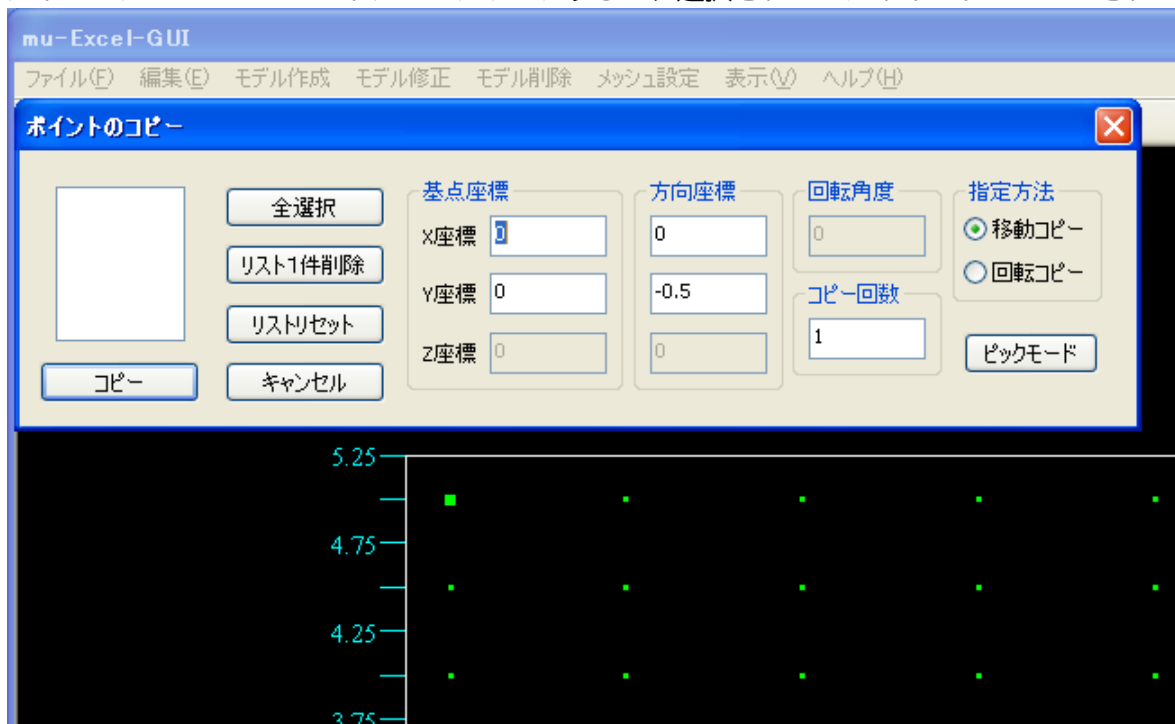 mu-Excel-GUI
ファイル(F) 編集(E) モデル作成 モデル修正 モデル削除 メッシュ設定 表示(V) ヘルプ(H)
ポイントのコピー
全選択
リスト1件削除
リストリセット
コピー
キャンセル
基点座標
X座標 0
Y座標 0
Z座標 0
方向座標
0
-0.5
0
回転角度
0
コピー回数
1
指定方法
移動コピー
回転コピー
ピックモード
5.25
4.75
4.25
3.75